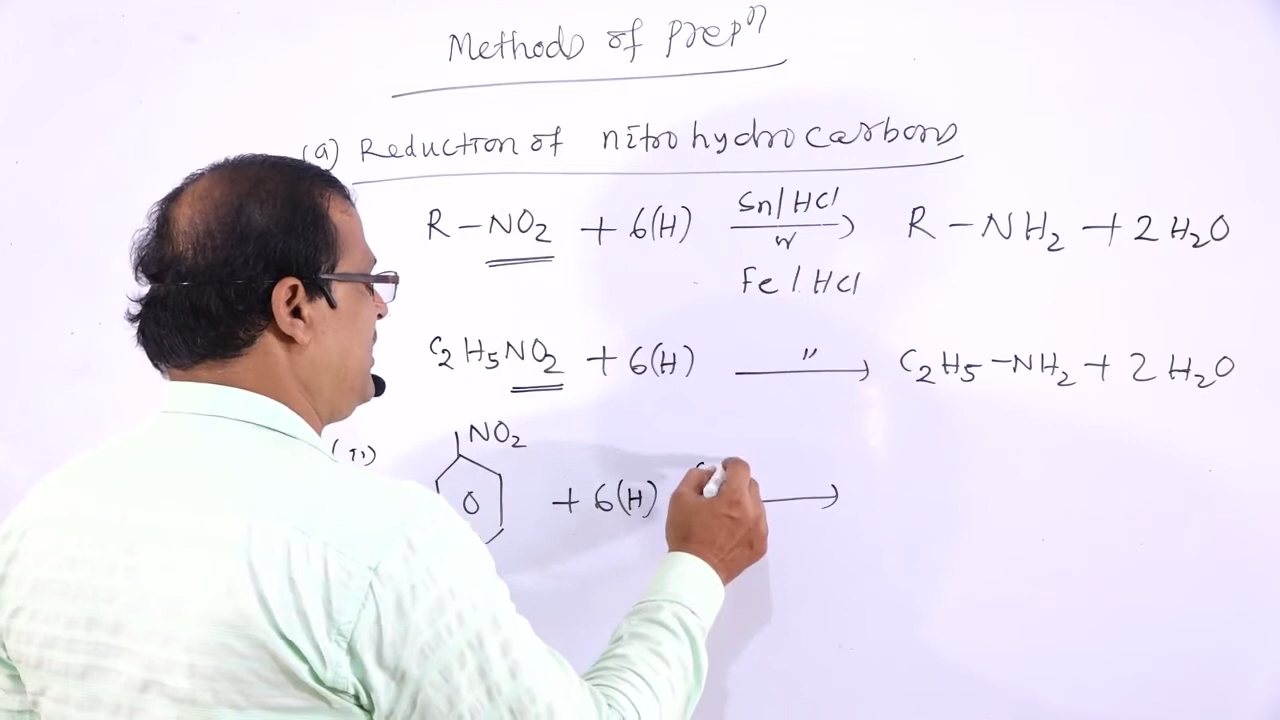 Methods of Prepn
(a) Reduction of nitro hydrocarbons
R-NO2 + 6(H) Sn/HCl or Fe/HCl → R-NH2 + 2H2O
C2H5NO2 + 6(H) " → C2H5-NH2 + 2H2O
(ii) NO2
+ 6(H) →